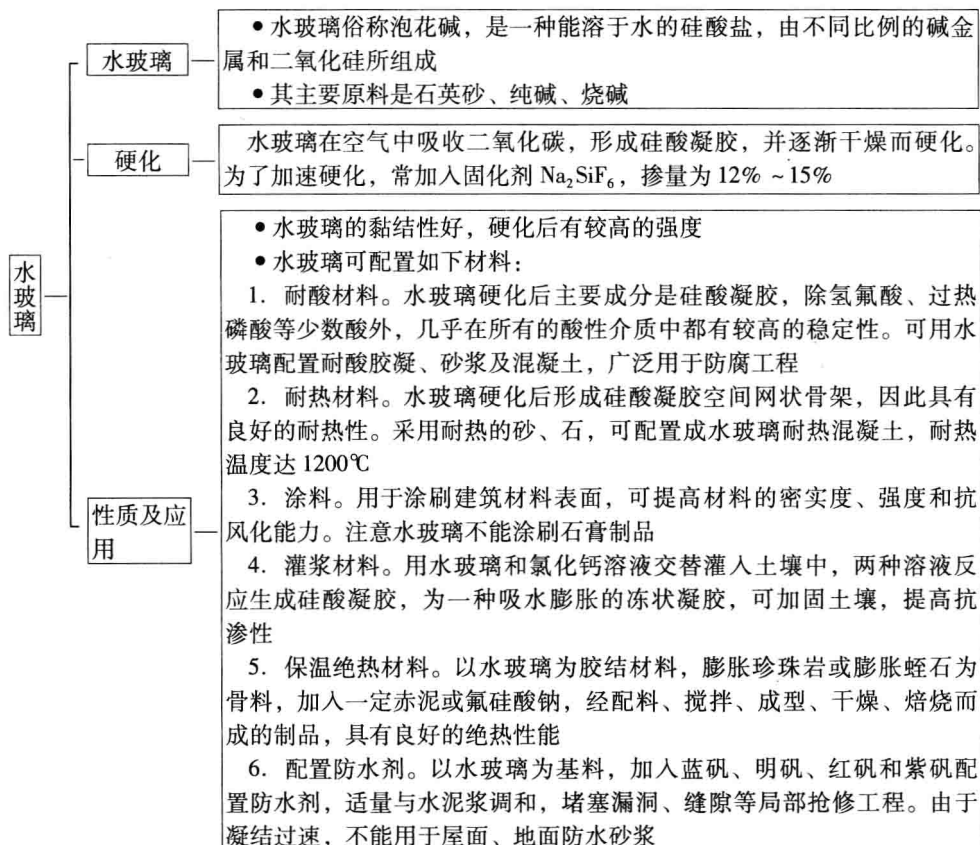 水玻璃
水玻璃
• 水玻璃俗称泡花碱，是一种能溶于水的硅酸盐，由不同比例的碱金
属和二氧化硅所组成
• 其主要原料是石英砂、纯碱、烧碱
硬化
水玻璃在空气中吸收二氧化碳，形成硅酸凝胶，并逐渐干燥而硬化。
为了加速硬化，常加入固化剂 Na₂SiF₆，掺量为 12% ~ 15%
性质及应
用
• 水玻璃的黏结性好，硬化后有较高的强度
• 水玻璃可配置如下材料：
1. 耐酸材料。水玻璃硬化后主要成分是硅酸凝胶，除氢氟酸、过热
磷酸等少数酸外，几乎在所有的酸性介质中都有较高的稳定性。可用水
玻璃配置耐酸胶凝、砂浆及混凝土，广泛用于防腐工程
2. 耐热材料。水玻璃硬化后形成硅酸凝胶空间网状骨架，因此具有
良好的耐热性。采用耐热的砂、石，可配置成水玻璃耐热混凝土，耐热
温度达 1200℃
3. 涂料。用于涂刷建筑材料表面，可提高材料的密实度、强度和抗
风化能力。注意水玻璃不能涂刷石膏制品
4. 灌浆材料。用水玻璃和氯化钙溶液交替灌入土壤中，两种溶液反
应生成硅酸凝胶，为一种吸水膨胀的冻状凝胶，可加固土壤，提高抗
渗性
5. 保温绝热材料。以水玻璃为胶结材料，膨胀珍珠岩或膨胀蛭石为
骨料，加入一定赤泥或氟硅酸钠，经配料、搅拌、成型、干燥、焙烧而
成的制品，具有良好的绝热性能
6. 配置防水剂。以水玻璃为基料，加入蓝矾、明矾、红矾和紫矾配
置防水剂，适量与水泥浆调和，堵塞漏洞、缝隙等局部抢修工程。由于
凝结过速，不能用于屋面、地面防水砂浆